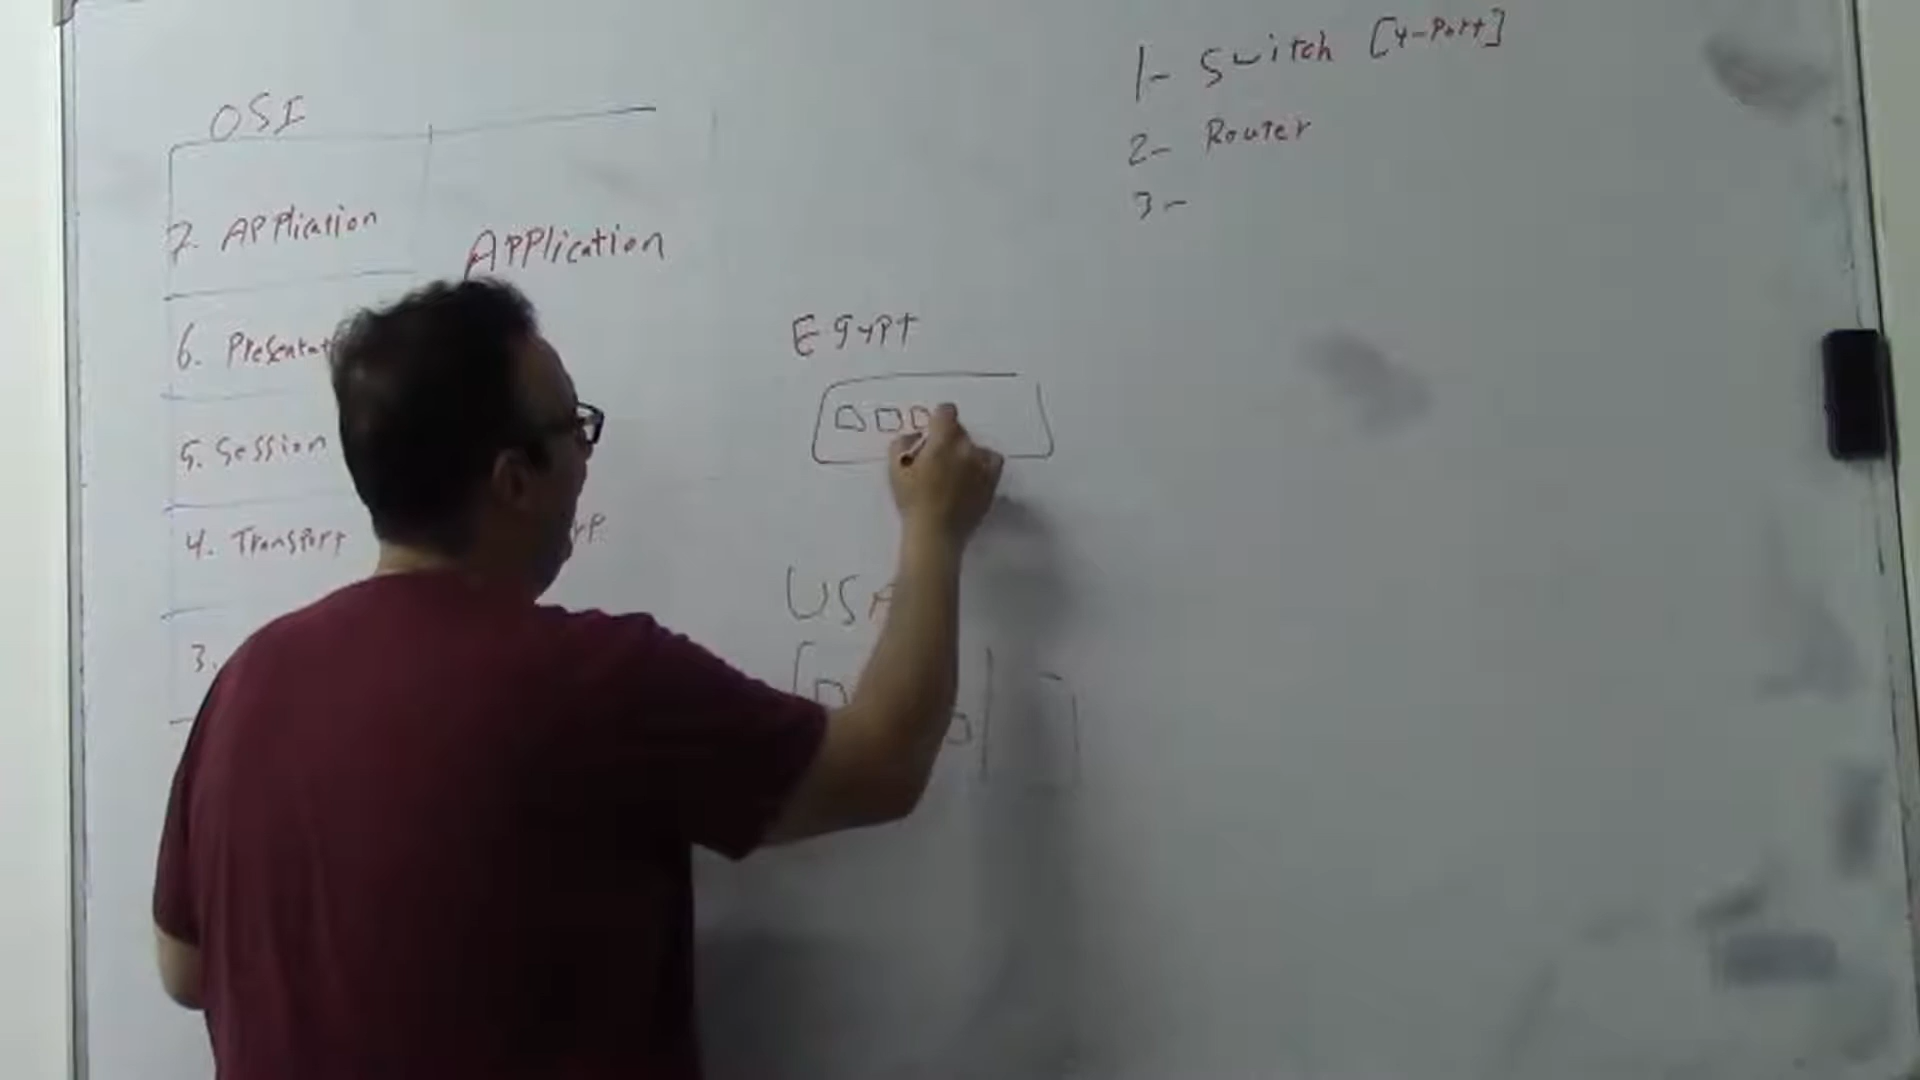 OSI
7. Application
Application
6.
5. Session
4. Transport
3.
Egypt
USA
1- Switch [4-Port]
2- Router
3-